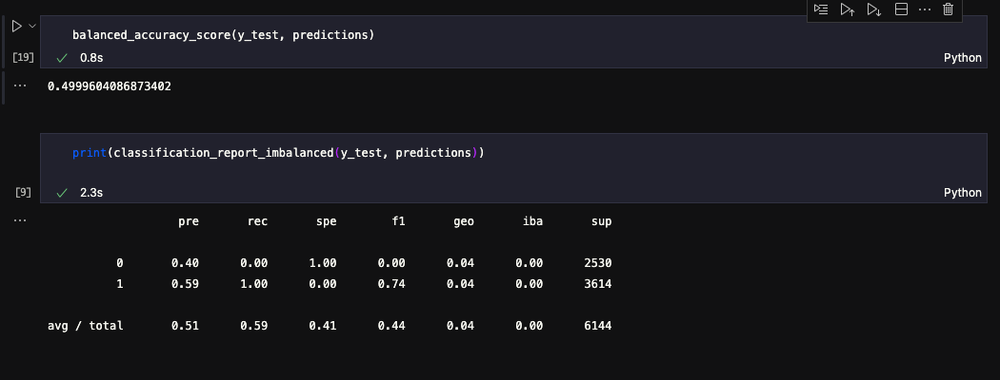 balanced_accuracy_score(y_test, predictions)
[19] 0.8s Python
0.4999604086873402
print(classification_report_imbalanced(y_test, predictions))
[9] 2.3s Python
pre rec spe f1 geo iba sup
0 0.40 0.00 1.00 0.00 0.04 0.00 2530
1 0.59 1.00 0.00 0.74 0.04 0.00 3614
avg / total 0.51 0.59 0.41 0.44 0.04 0.00 6144